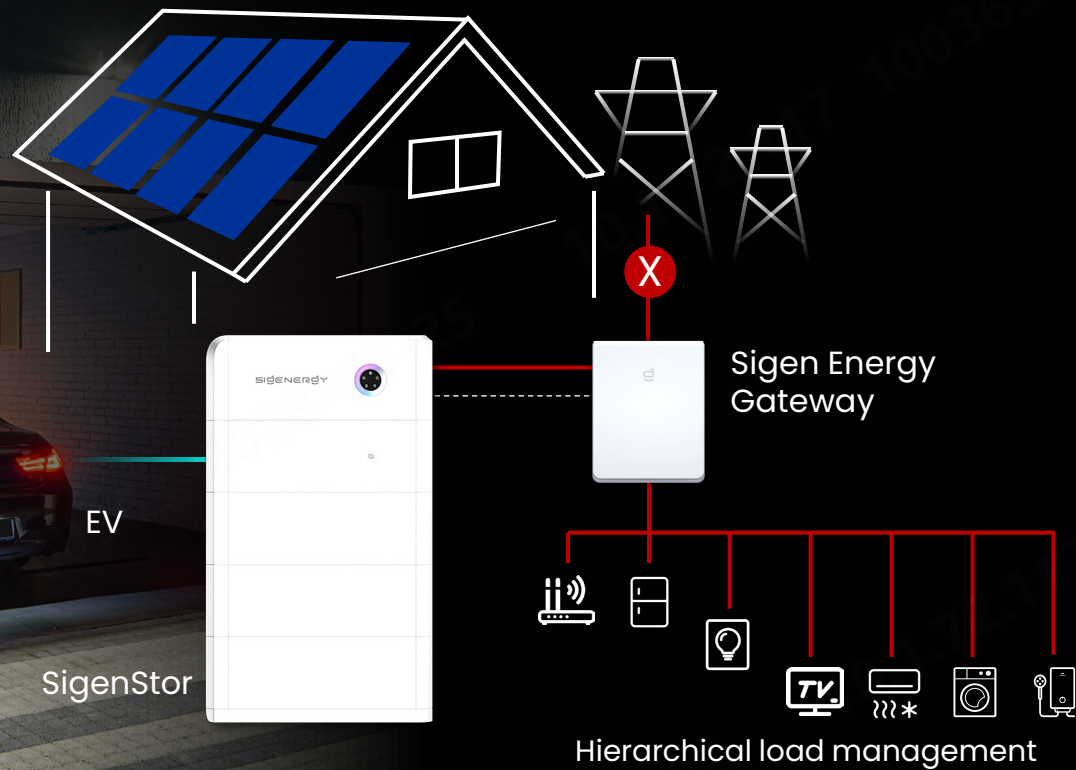 X
SIGENERGY
Sigen Energy
Gateway
EV
SigenStor
TV
Hierarchical load management